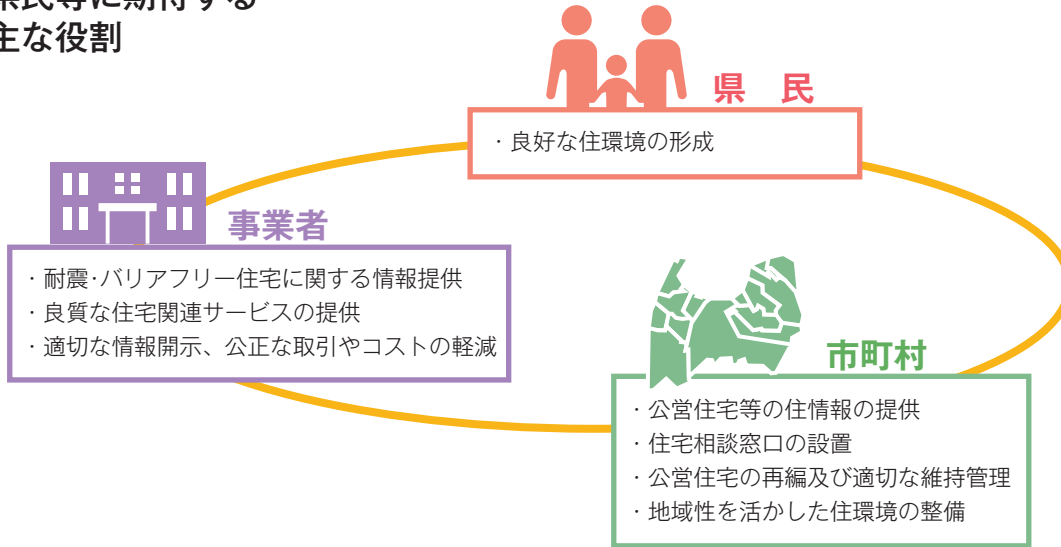 県民等に期待する
主な役割
県　民
・良好な住環境の形成
事業者
・耐震・バリアフリー住宅に関する情報提供
・良質な住宅関連サービスの提供
・適切な情報開示、公正な取引やコストの軽減
市町村
・公営住宅等の住情報の提供
・住宅相談窓口の設置
・公営住宅の再編及び適切な維持管理
・地域性を活かした住環境の整備